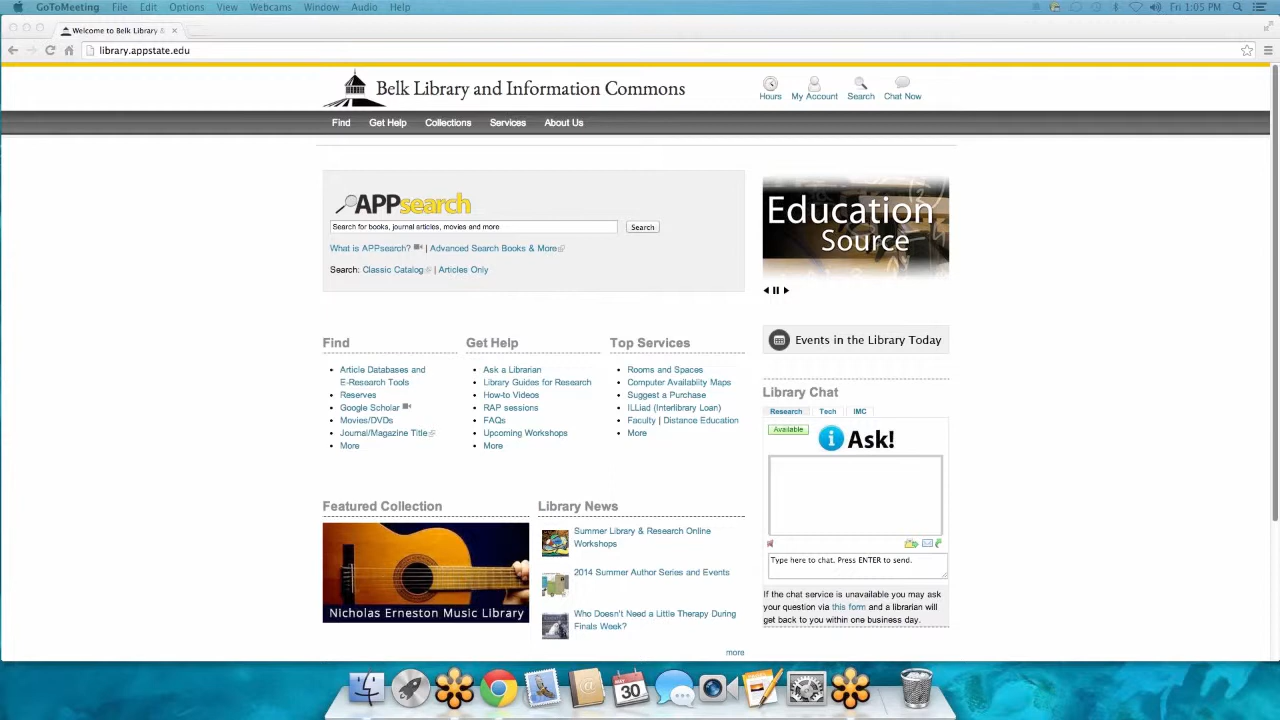 GoToMeeting File Edit Options View Webcams Window Audio Help Fri 1:05 PM
Welcome to Belk Library &
library.appstate.edu
Belk Library and Information Commons
Hours My Account Search Chat Now
Find Get Help Collections Services About Us
APPsearch
Search for books, journal articles, movies and more Search
What is APPsearch? | Advanced Search Books & More
Search: Classic Catalog | Articles Only
Education
Source
Events in the Library Today
Find
Article Databases and
E-Research Tools
Reserves
Google Scholar
Movies/DVDs
Journal/Magazine Title
More
Get Help
Ask a Librarian
Library Guides for Research
How-to Videos
RAP sessions
FAQs
Upcoming Workshops
More
Top Services
Rooms and Spaces
Computer Availablity Maps
Suggest a Purchase
ILLiad (Interlibrary Loan)
Faculty | Distance Education
More
Library Chat
Research Tech IMC
Available
Ask!
Type here to chat. Press ENTER to send.
If the chat service is unavailable you may ask
your question via this form and a librarian will
get back to you within one business day.
Featured Collection
Nicholas Erneston Music Library
Library News
Summer Library & Research Online
Workshops
2014 Summer Author Series and Events
Who Doesn't Need a Little Therapy During
Finals Week?
more
MAY
30